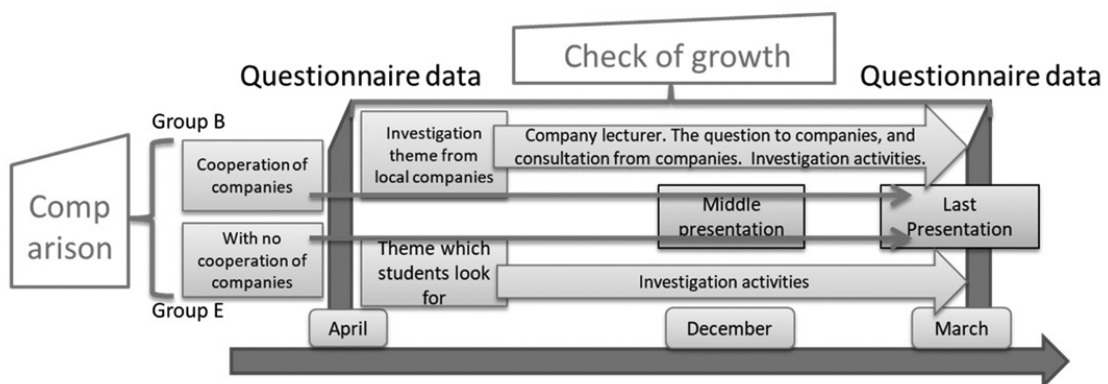 Check of growth
Questionnaire data
Questionnaire data
Group B
Comp
arison
Cooperation of
companies
Investigation
theme from
local companies
Company lecturer. The question to companies, and
consultation from companies. Investigation activities.
Middle
presentation
Last
Presentation
With no
cooperation of
companies
Theme which
students look
for
Investigation activities
Group E
April
December
March